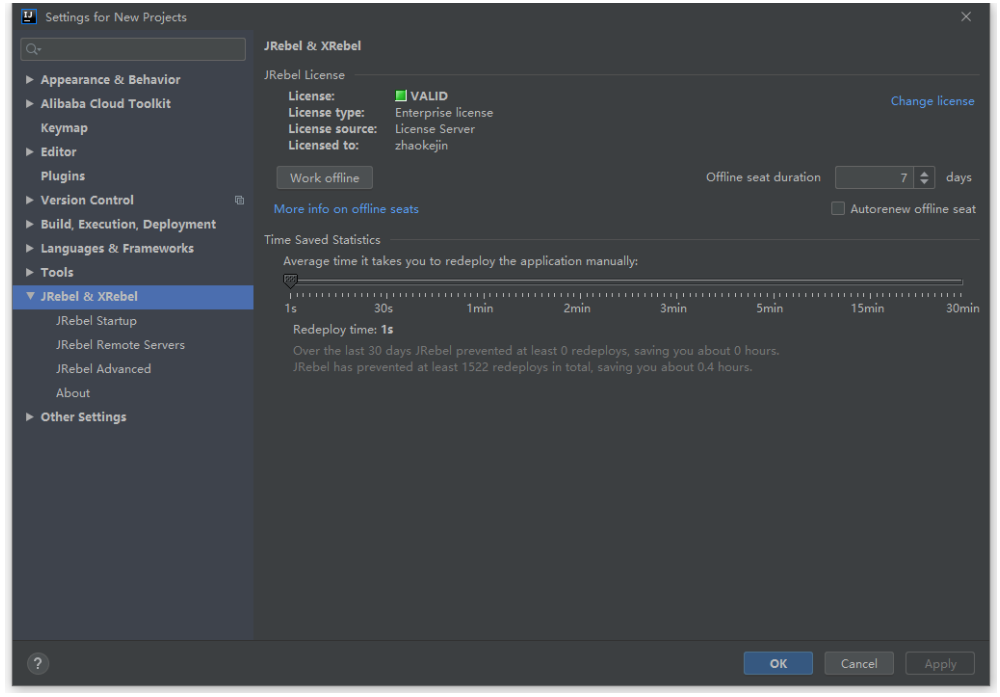 Settings for New Projects
Appearance & Behavior
Alibaba Cloud Toolkit
Keymap
Editor
Plugins
Version Control
Build, Execution, Deployment
Languages & Frameworks
Tools
JRebel & XRebel
JRebel Startup
JRebel Remote Servers
JRebel Advanced
About
Other Settings
JRebel & XRebel
JRebel License
License: VALID
Change license
License type: Enterprise license
License source: License Server
Licensed to: zhaokejin
Work offline
Offline seat duration 7 days
More info on offline seats
Autorenew offline seat
Time Saved Statistics
Average time it takes you to redeploy the application manually:
1s 30s 1min 2min 3min 5min 15min 30min
Redeploy time: 1s
Over the last 30 days JRebel prevented at least 0 redeploys, saving you about 0 hours.
JRebel has prevented at least 1522 redeploys in total, saving you about 0.4 hours.
? OK Cancel Apply